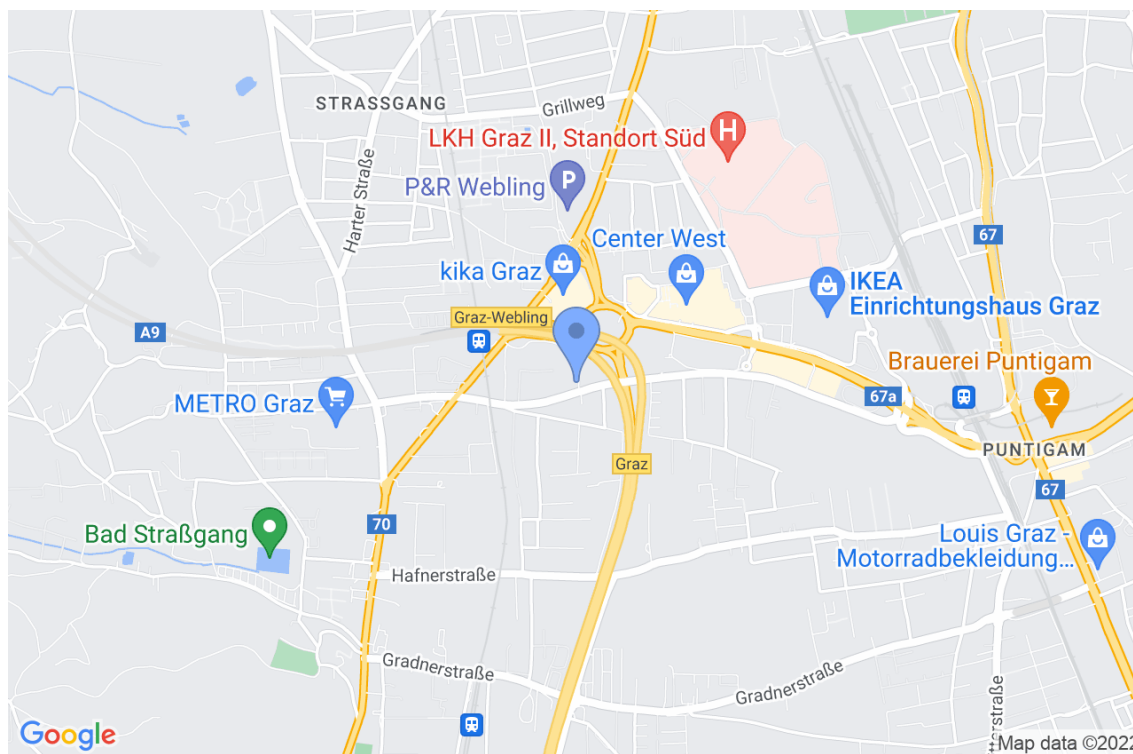 STRASSGANG
Grillweg
LKH Graz II, Standort Süd
H
P&R Webling
P
Harter Straße
Center West
67
kika Graz
IKEA
Einrichtungshaus Graz
Graz-Webling
A9
Brauerei Puntigam
METRO Graz
67a
PUNTIGAM
Graz
67
70
Bad Straßgang
Louis Graz -
Motorradbekleidung...
Hafnerstraße
Gradnerstraße
Gradnerstraße
tterstraße
Google
Map data ©202